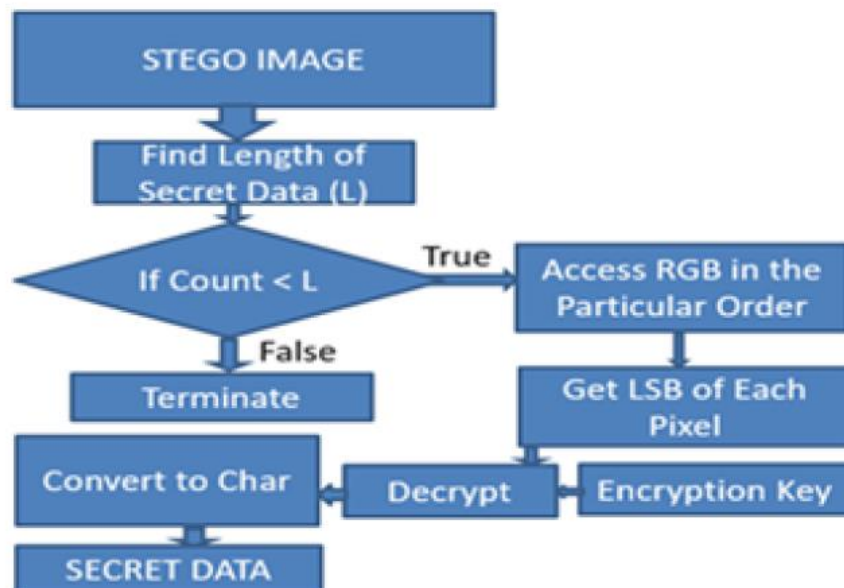 STEGO IMAGE
Find Length of
Secret Data (L)
If Count < L
True
Access RGB in the
Particular Order
False
Terminate
Get LSB of Each
Pixel
Convert to Char
Decrypt
Encryption Key
SECRET DATA